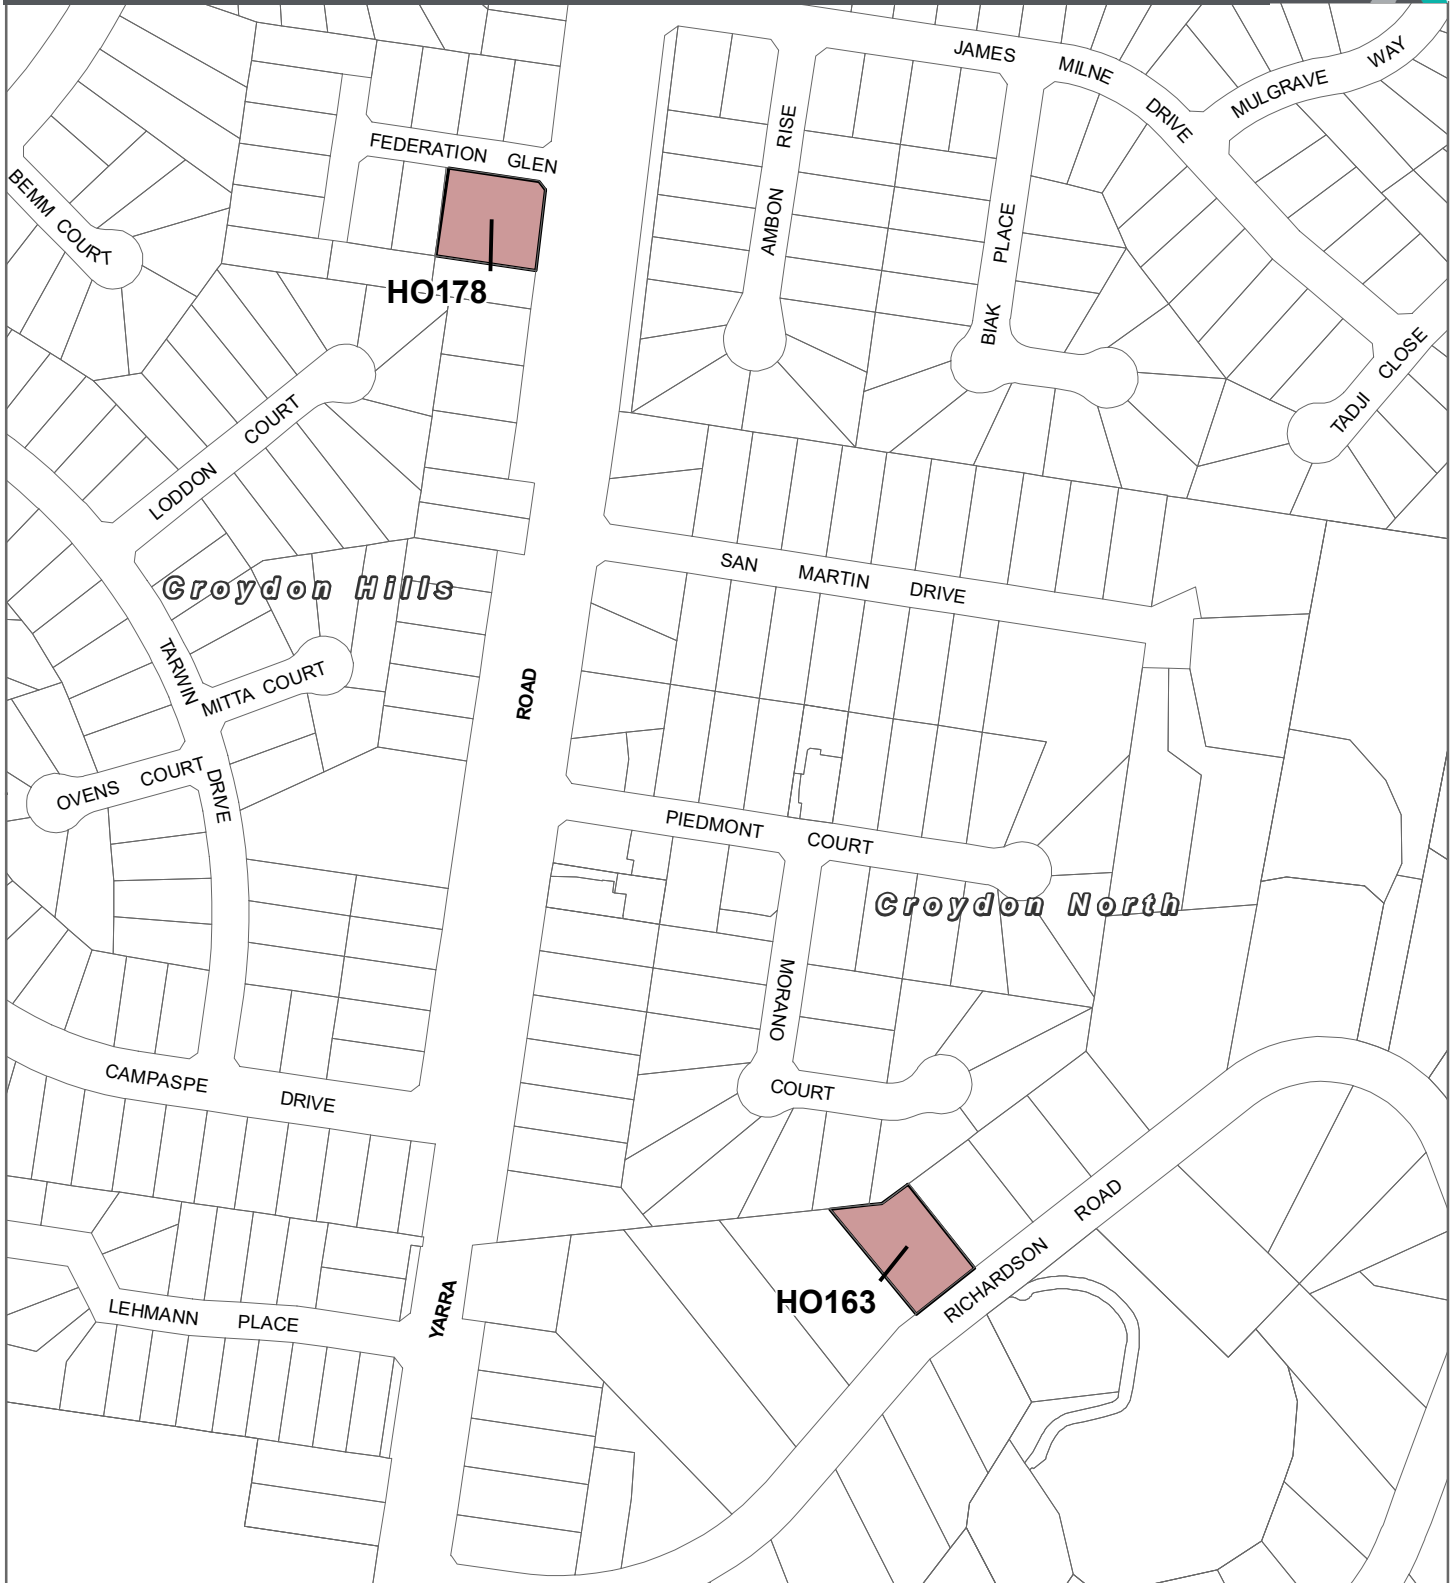 JAMES MILNE DRIVE
MULGRAVE WAY
FEDERATION GLEN
AMBON RISE
BIAK PLACE
BEMM COURT
HO178
TADJI CLOSE
LODDON COURT
SAN MARTIN DRIVE
Croydon Hills
TARWIN DRIVE
MITTA COURT
YARRA ROAD
OVENS COURT
PIEDMONT COURT
Croydon North
MORANO COURT
CAMPASPE DRIVE
RICHARDSON ROAD
HO163
LEHMANN PLACE